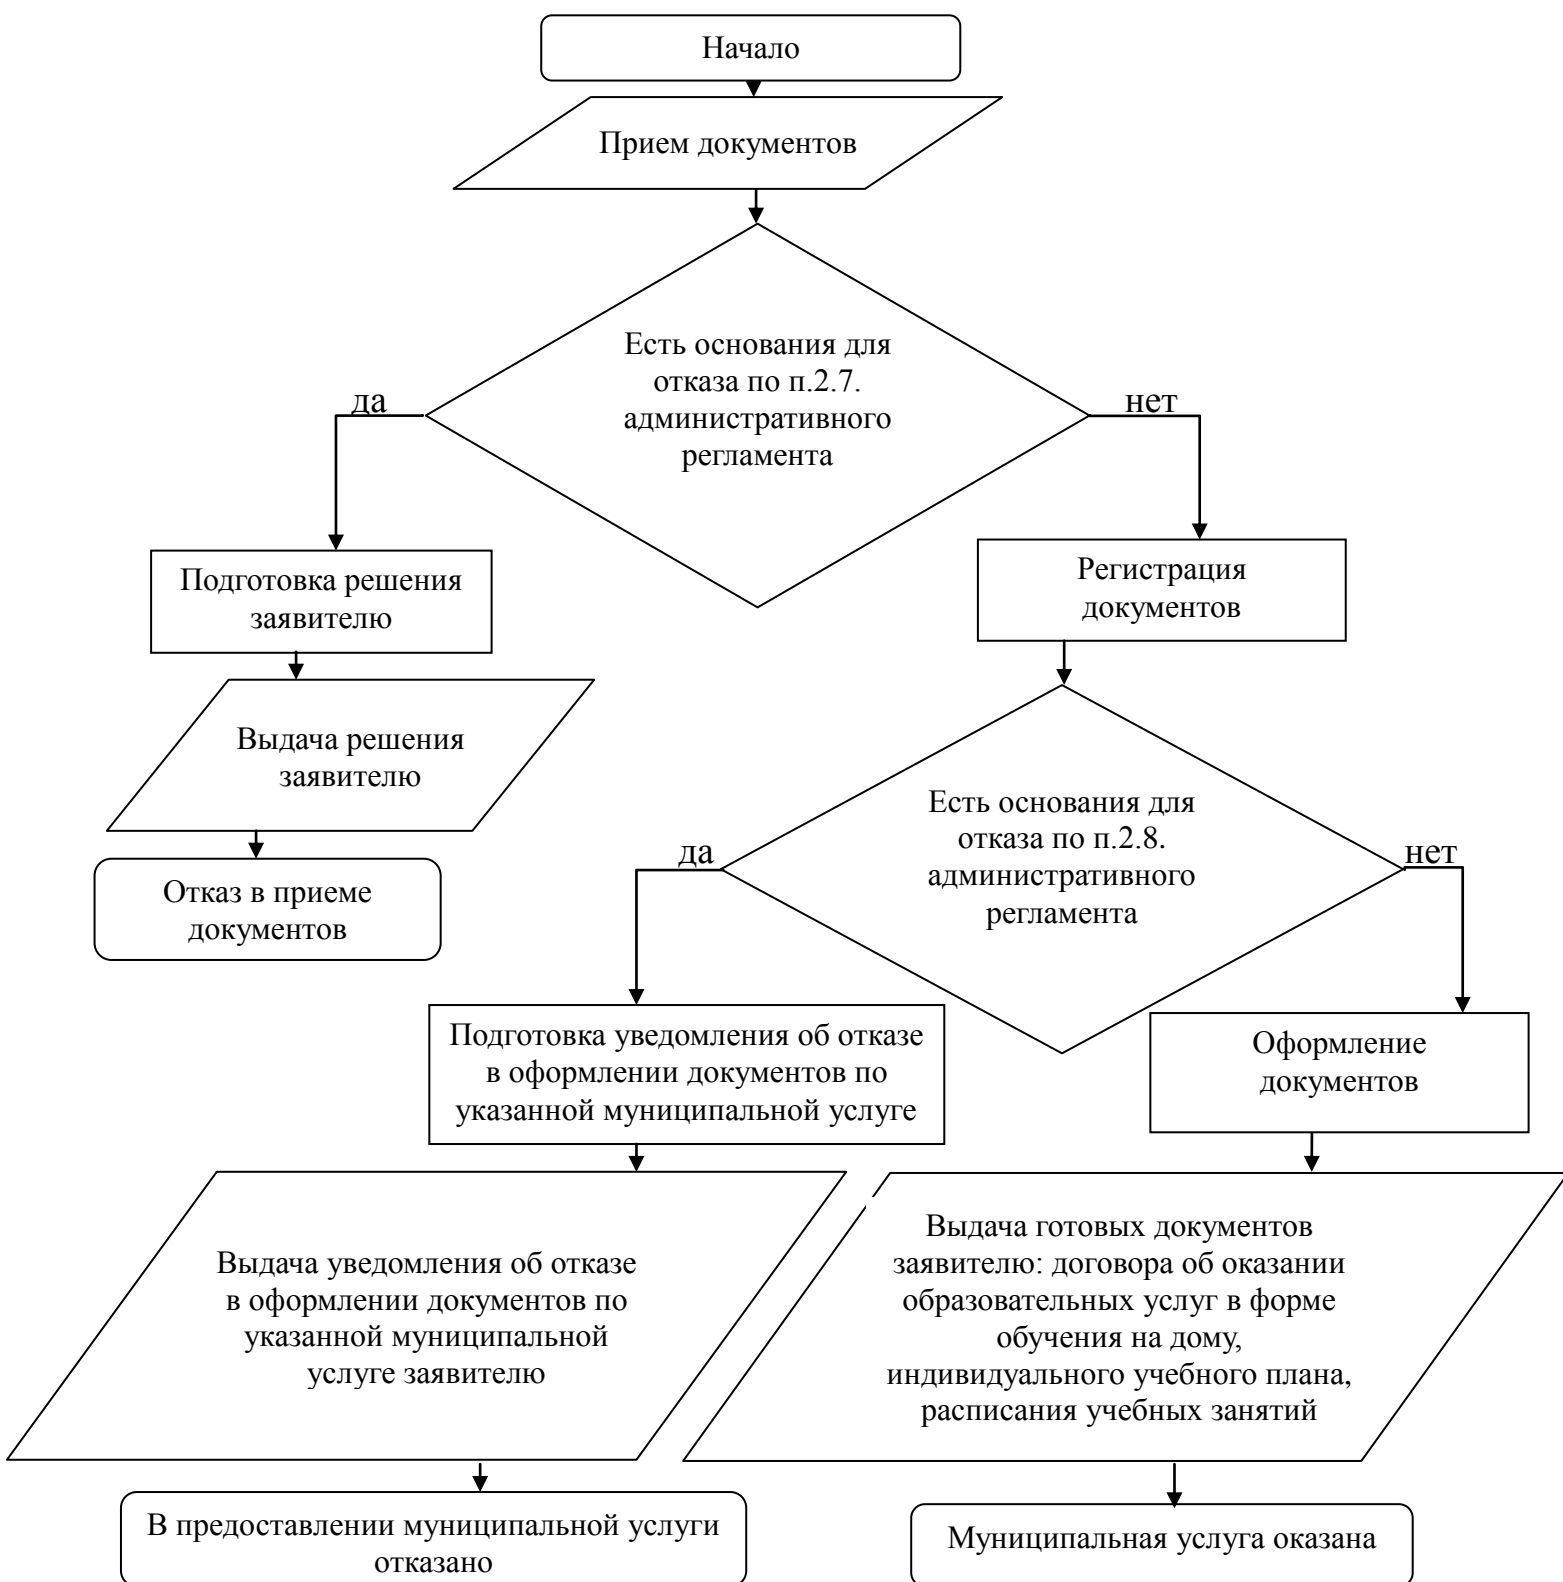 Начало
Прием документов
Есть основания для
отказа по п.2.7.
административного
регламента
да
нет
Подготовка решения
заявителю
Регистрация
документов
Выдача решения
заявителю
Есть основания для
отказа по п.2.8.
административного
регламента
да
нет
Отказ в приеме
документов
Подготовка уведомления об отказе
в оформлении документов по
указанной муниципальной услуге
Оформление
документов
Выдача уведомления об отказе
в оформлении документов по
указанной муниципальной
услуге заявителю
Выдача готовых документов
заявителю: договора об оказании
образовательных услуг в форме
обучения на дому,
индивидуального учебного плана,
расписания учебных занятий
В предоставлении муниципальной услуги
отказано
Муниципальная услуга оказана